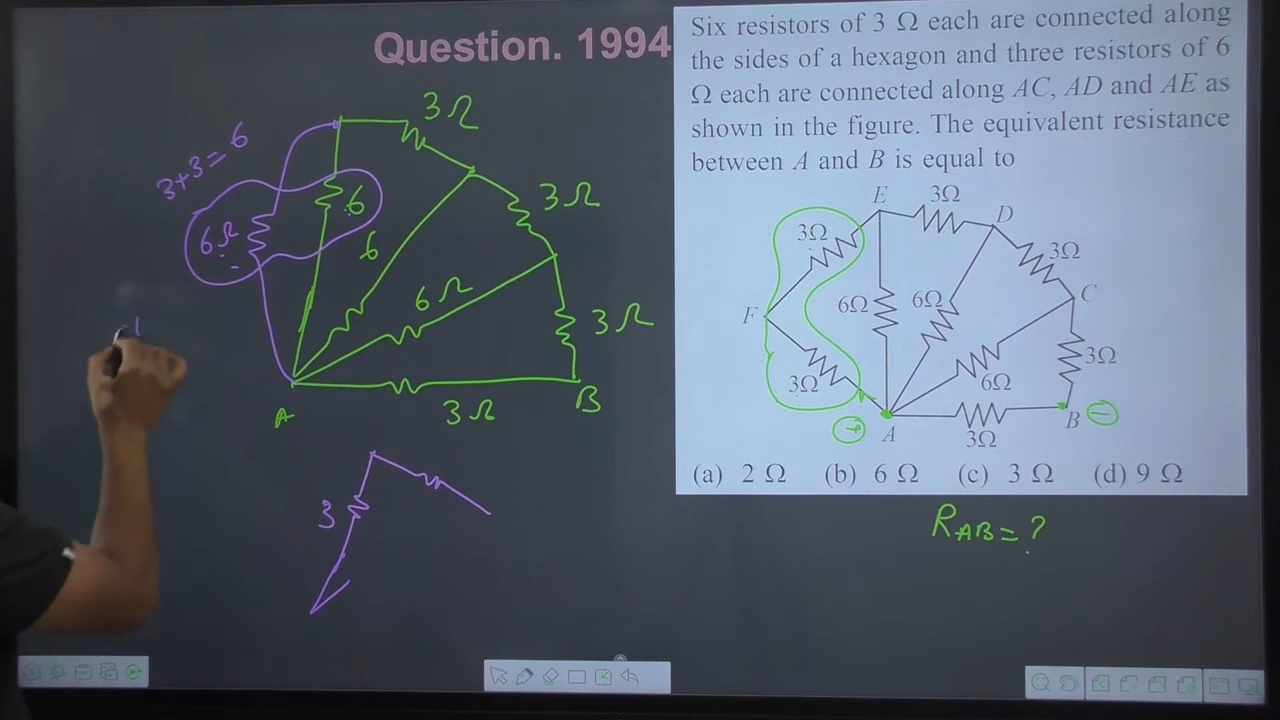 Question. 1994
Six resistors of 3 Ω each are connected along
the sides of a hexagon and three resistors of 6
Ω each are connected along AC, AD and AE as
shown in the figure. The equivalent resistance
between A and B is equal to
E
3Ω
D
3Ω
3Ω
C
F
6Ω
6Ω
3Ω
3Ω
6Ω
A
3Ω
B
+
−
(a) 2 Ω (b) 6 Ω (c) 3 Ω (d) 9 Ω
R_AB = ?
3+3=6
3Ω
6
6Ω
3Ω
6
6Ω
3Ω
A
3Ω
B
3